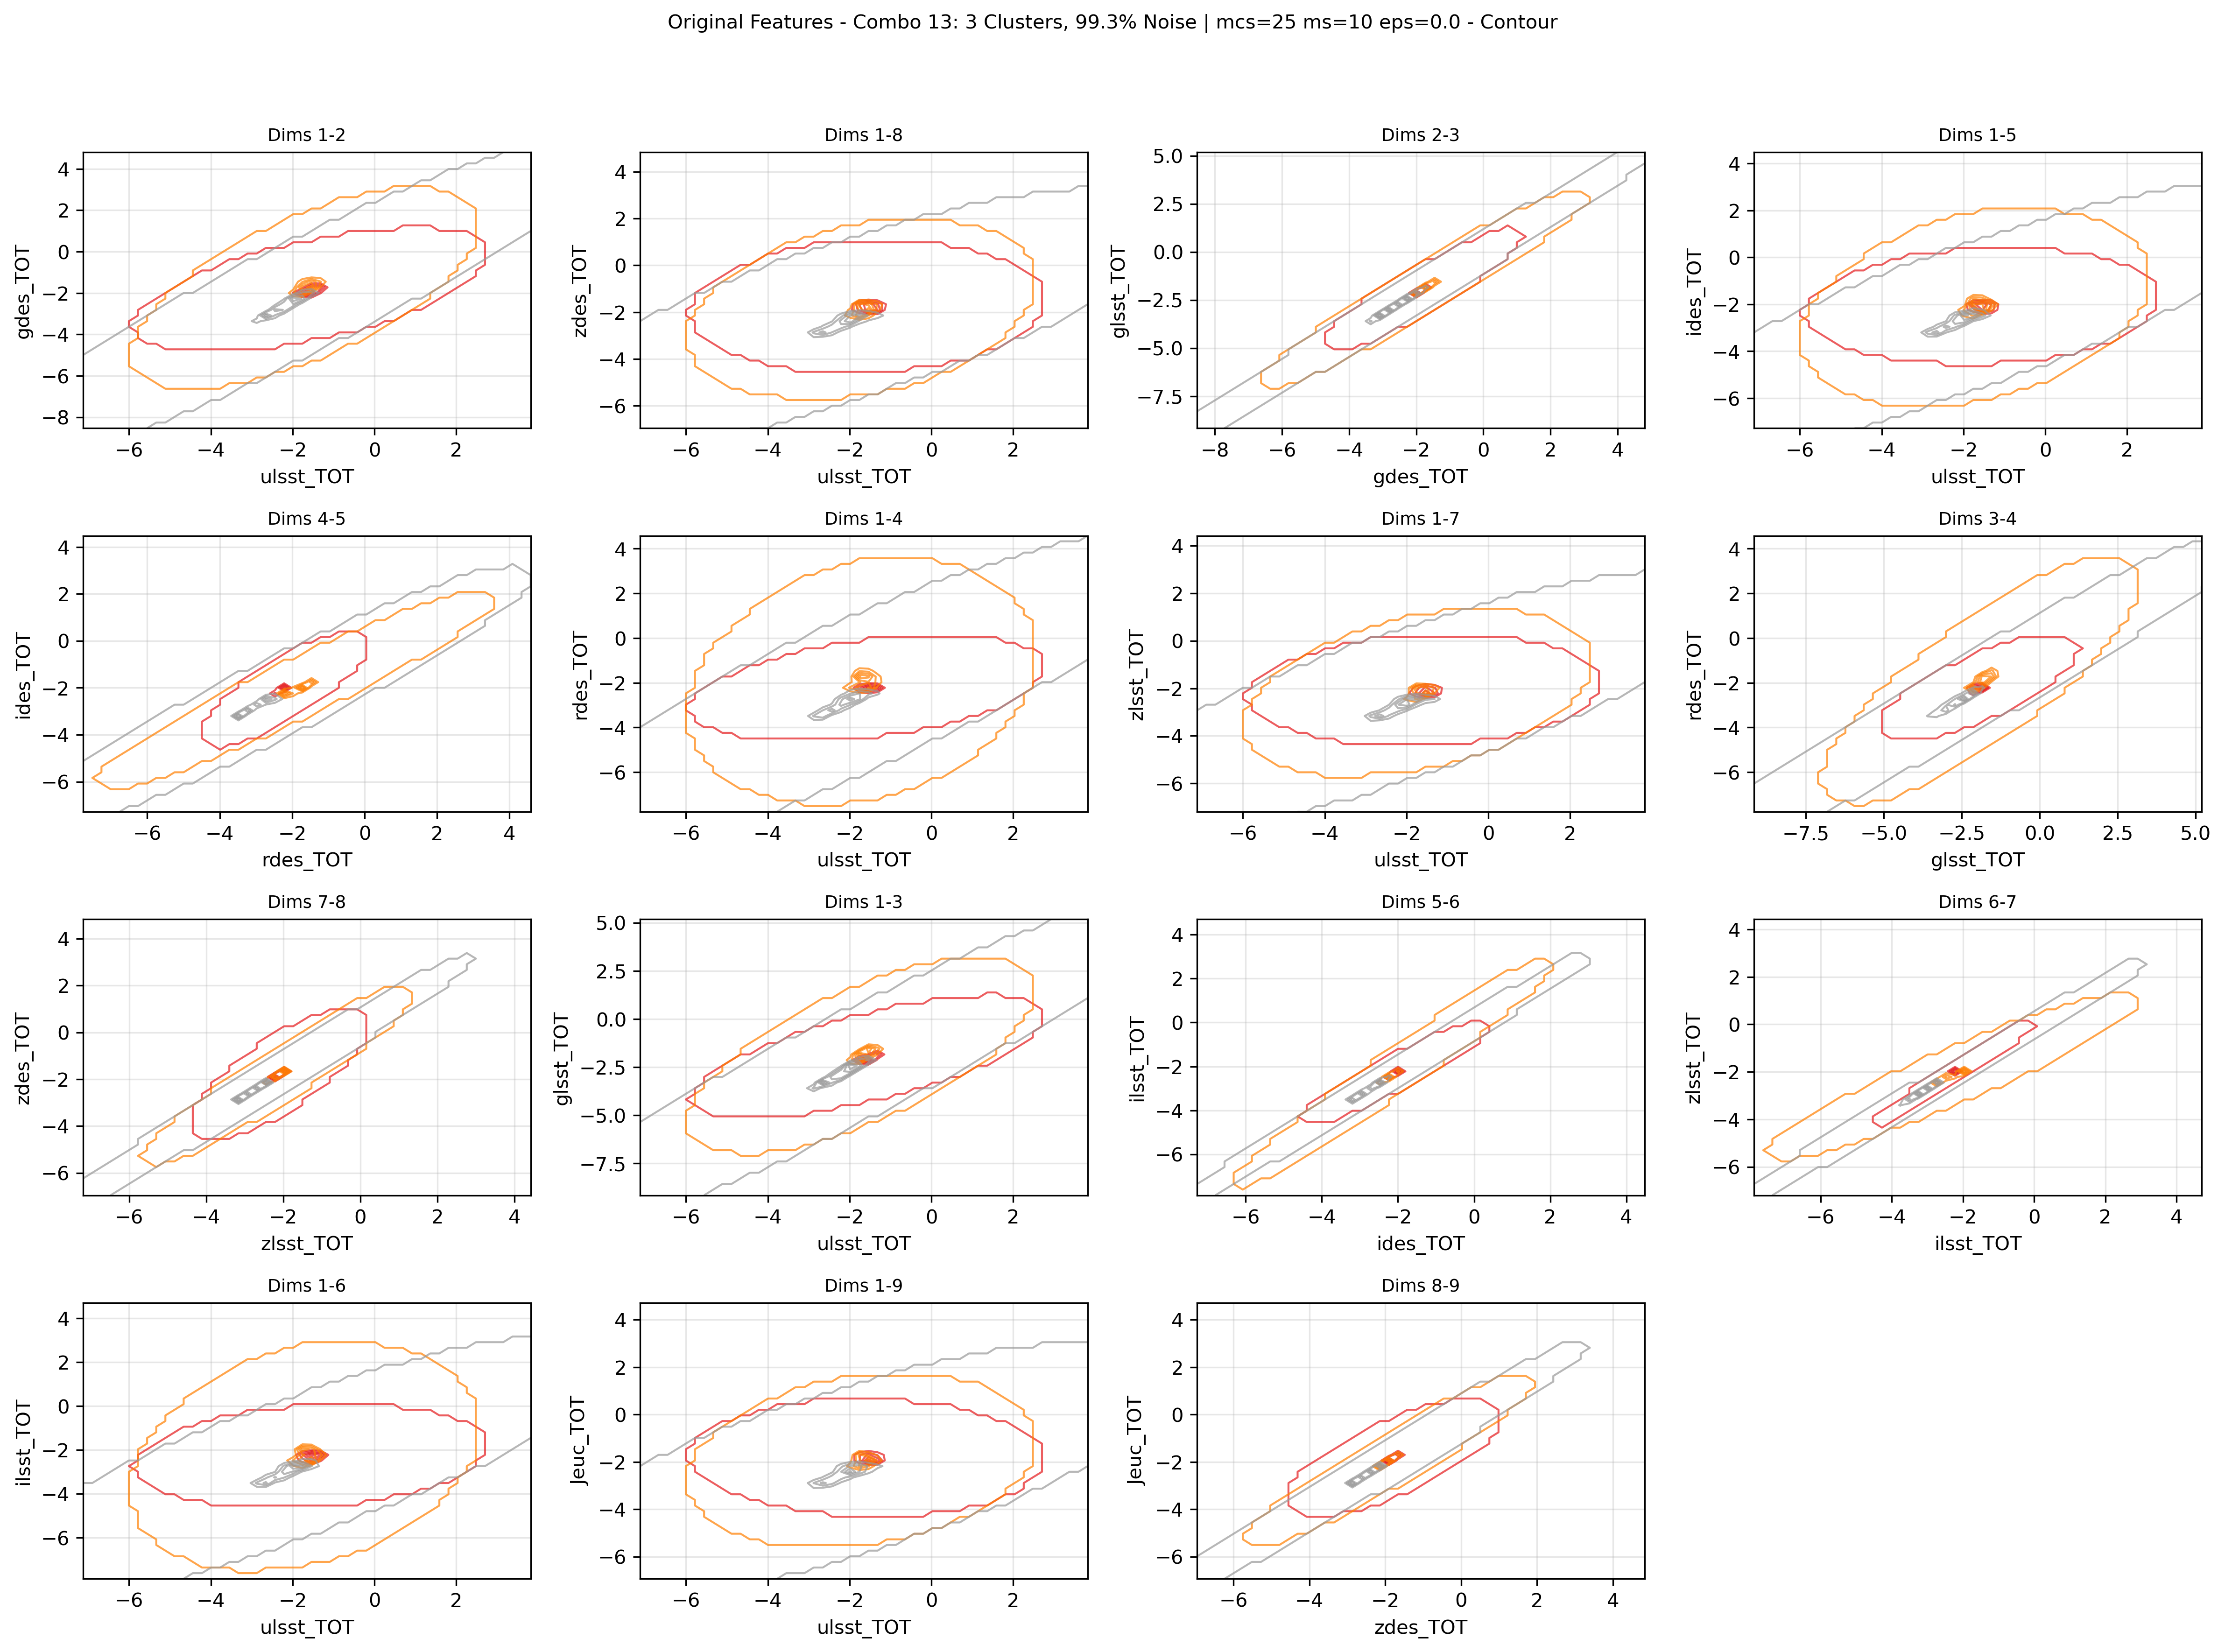 Original Features - Combo 13: 3 Clusters, 99.3% Noise | mcs=25 ms=10 eps=0.0 - Contour
Dims 1-2
4
2
0
−2
−4
−6
−8
gdes_TOT
−6 −4 −2 0 2
ulsst_TOT
Dims 1-8
4
2
0
−2
−4
−6
zdes_TOT
−6 −4 −2 0 2
ulsst_TOT
Dims 2-3
5.0
2.5
0.0
−2.5
−5.0
−7.5
glsst_TOT
−8 −6 −4 −2 0 2 4
gdes_TOT
Dims 1-5
4
2
0
−2
−4
−6
ides_TOT
−6 −4 −2 0 2
ulsst_TOT
Dims 4-5
4
2
0
−2
−4
−6
ides_TOT
−6 −4 −2 0 2 4
rdes_TOT
Dims 1-4
4
2
0
−2
−4
−6
rdes_TOT
−6 −4 −2 0 2
ulsst_TOT
Dims 1-7
4
2
0
−2
−4
−6
zlsst_TOT
−6 −4 −2 0 2
ulsst_TOT
Dims 3-4
4
2
0
−2
−4
−6
rdes_TOT
−7.5 −5.0 −2.5 0.0 2.5 5.0
glsst_TOT
Dims 7-8
4
2
0
−2
−4
−6
zdes_TOT
−6 −4 −2 0 2 4
zlsst_TOT
Dims 1-3
5.0
2.5
0.0
−2.5
−5.0
−7.5
glsst_TOT
−6 −4 −2 0 2
ulsst_TOT
Dims 5-6
4
2
0
−2
−4
−6
ilsst_TOT
−6 −4 −2 0 2 4
ides_TOT
Dims 6-7
4
2
0
−2
−4
−6
zlsst_TOT
−6 −4 −2 0 2 4
ilsst_TOT
Dims 1-6
4
2
0
−2
−4
−6
ilsst_TOT
−6 −4 −2 0 2
ulsst_TOT
Dims 1-9
4
2
0
−2
−4
−6
Jeuc_TOT
−6 −4 −2 0 2
ulsst_TOT
Dims 8-9
4
2
0
−2
−4
−6
Jeuc_TOT
−6 −4 −2 0 2 4
zdes_TOT